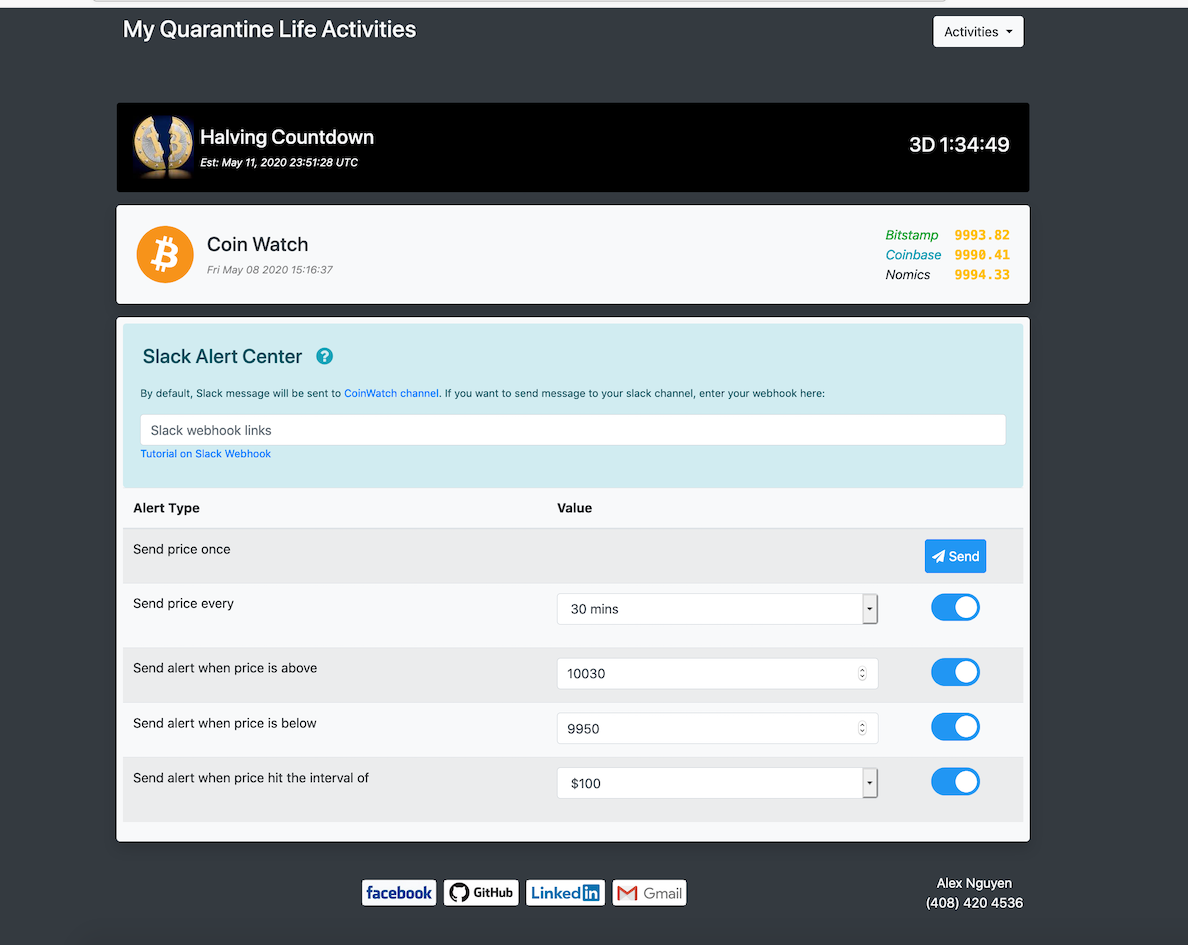 My Quarantine Life Activities
Activities
Halving Countdown
Est: May 11, 2020 23:51:28 UTC
3D 1:34:49
Coin Watch
Fri May 08 2020 15:16:37
Bitstamp 9993.82
Coinbase 9990.41
Nomics 9994.33
Slack Alert Center ?
By default, Slack message will be sent to CoinWatch channel. If you want to send message to your slack channel, enter your webhook here:
Slack webhook links
Tutorial on Slack Webhook
Alert Type Value
Send price once Send
Send price every 30 mins
Send alert when price is above 10030
Send alert when price is below 9950
Send alert when price hit the interval of $100
facebook GitHub Linked in Gmail
Alex Nguyen
(408) 420 4536